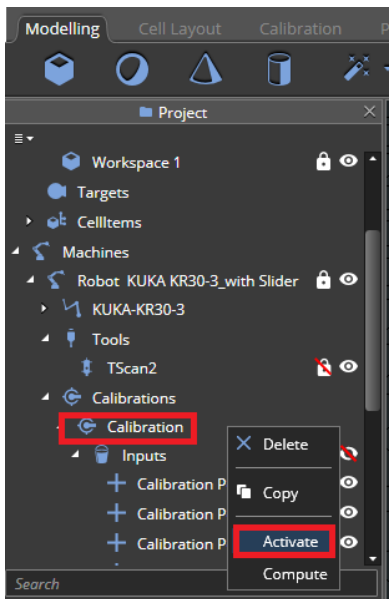 Modelling Cell Layout Calibration P
Project
Workspace 1
Targets
CellItems
Machines
Robot KUKA KR30-3_with Slider
KUKA-KR30-3
Tools
TScan2
Calibrations
Calibration
Inputs
Calibration P
Calibration P
Calibration P
Delete
Copy
Activate
Compute
Search